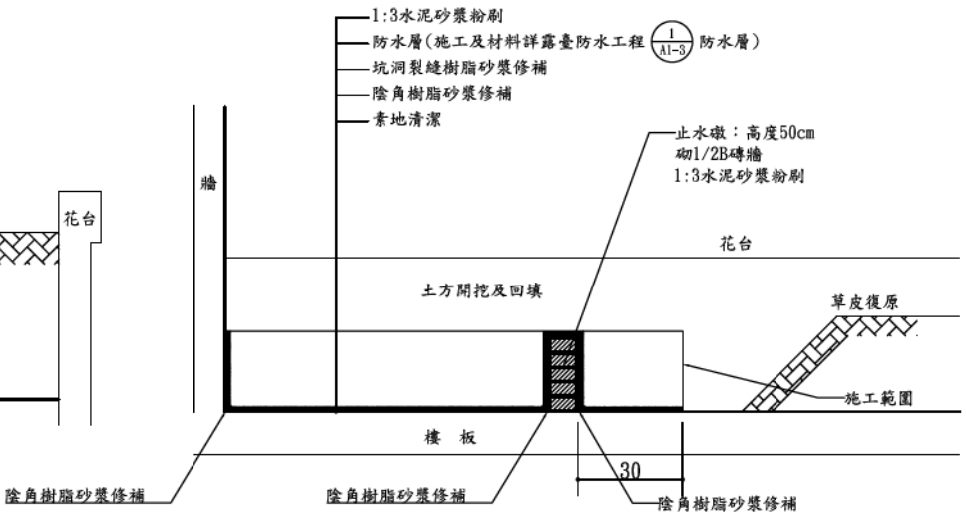 1:3水泥砂漿粉刷
防水層(施工及材料詳露臺防水工程 1 A1-3 防水層)
坑洞裂縫樹脂砂漿修補
陰角樹脂砂漿修補
素地清潔
止水墩：高度50cm
砌1/2B磚牆
1:3水泥砂漿粉刷
牆
花台
花台
土方開挖及回填
草皮復原
施工範圍
樓 板
30
陰角樹脂砂漿修補
陰角樹脂砂漿修補
陰角樹脂砂漿修補